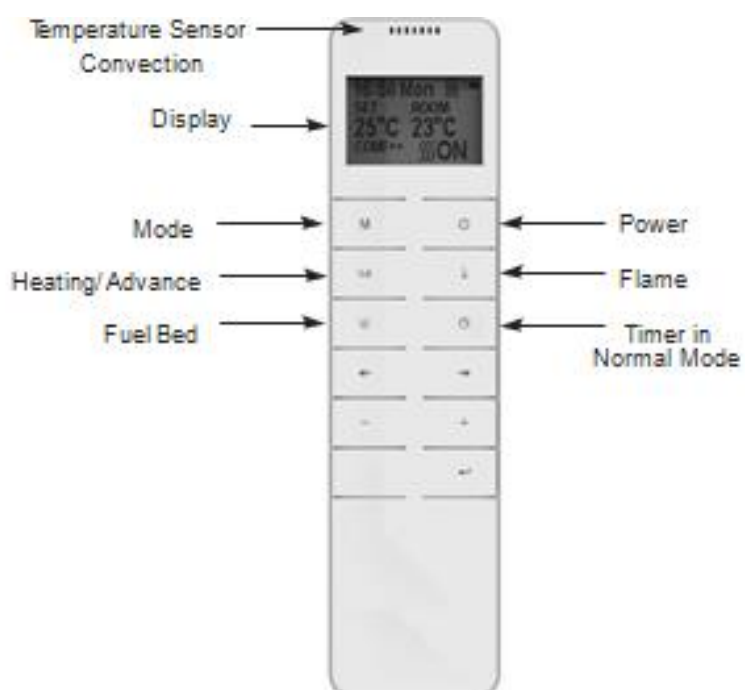 Temperature Sensor
Convection
Display
Mon
SET ROOM
25°C 23°C
ON
Mode
M
Power
Heating/Advance
Flame
Fuel Bed
Timer in
Normal Mode
-
+